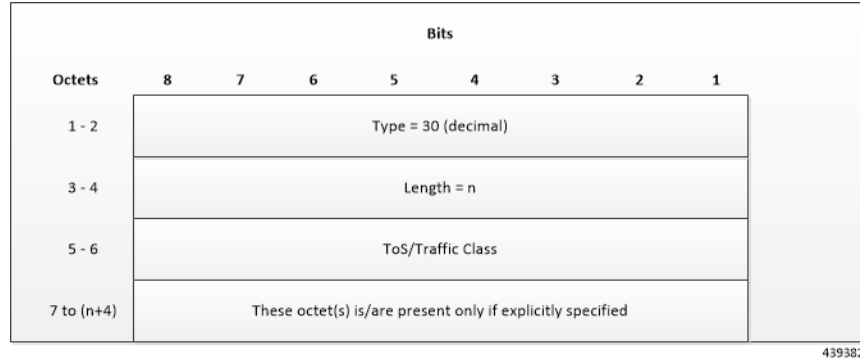 Bits
Octets 8 7 6 5 4 3 2 1
1 - 2 Type = 30 (decimal)
3 - 4 Length = n
5 - 6 ToS/Traffic Class
7 to (n+4) These octet(s) is/are present only if explicitly specified
439382